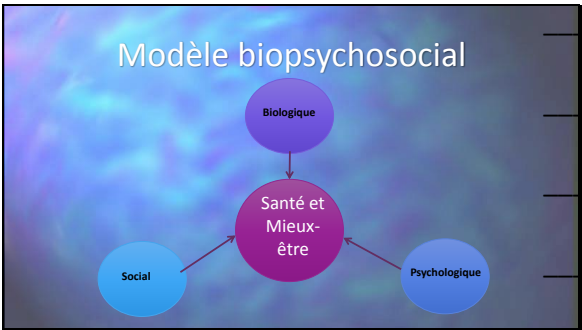 Modèle biopsychosocial
Biologique
Santé et
Mieux-
être
Social
Psychologique